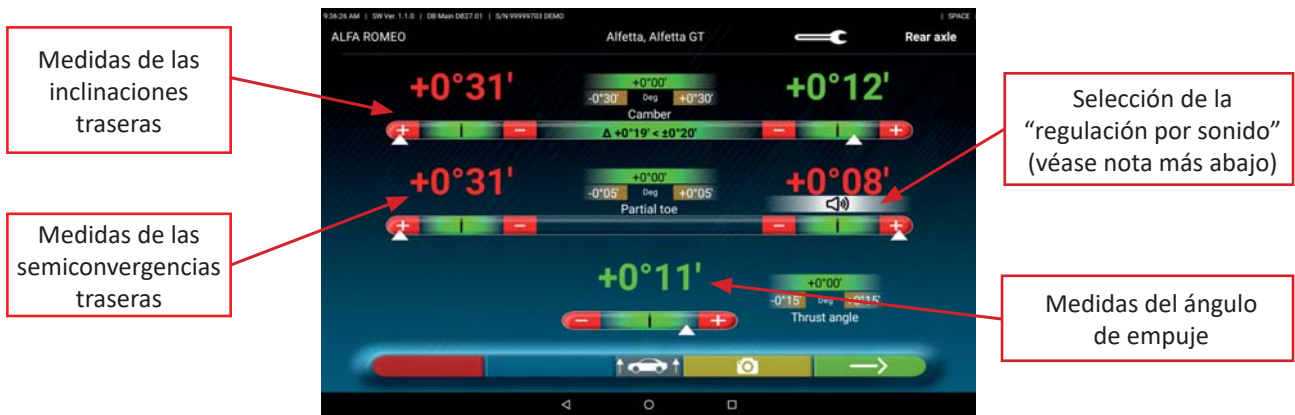 9:36:26 AM | SW Ver. 1.1.0 | DB Main DB27.01 | S/N 99999703 DEMO | SPACE
ALFA ROMEO Alfetta, Alfetta GT Rear axle
Medidas de las
inclinaciones
traseras
+0°31' +0°12'
+0°00'
-0°30' Deg +0°30'
Camber
+ − − +
Δ +0°19' < ±0°20'
Selección de la
“regulación por sonido”
(véase nota más abajo)
+0°31' +0°08'
+0°00'
-0°05' Deg +0°05'
Partial toe
+ − − +
Medidas de las
semiconvergencias
traseras
+0°11'
+0°00'
-0°15' Deg +0°15'
Thrust angle
− +
Medidas del ángulo
de empuje